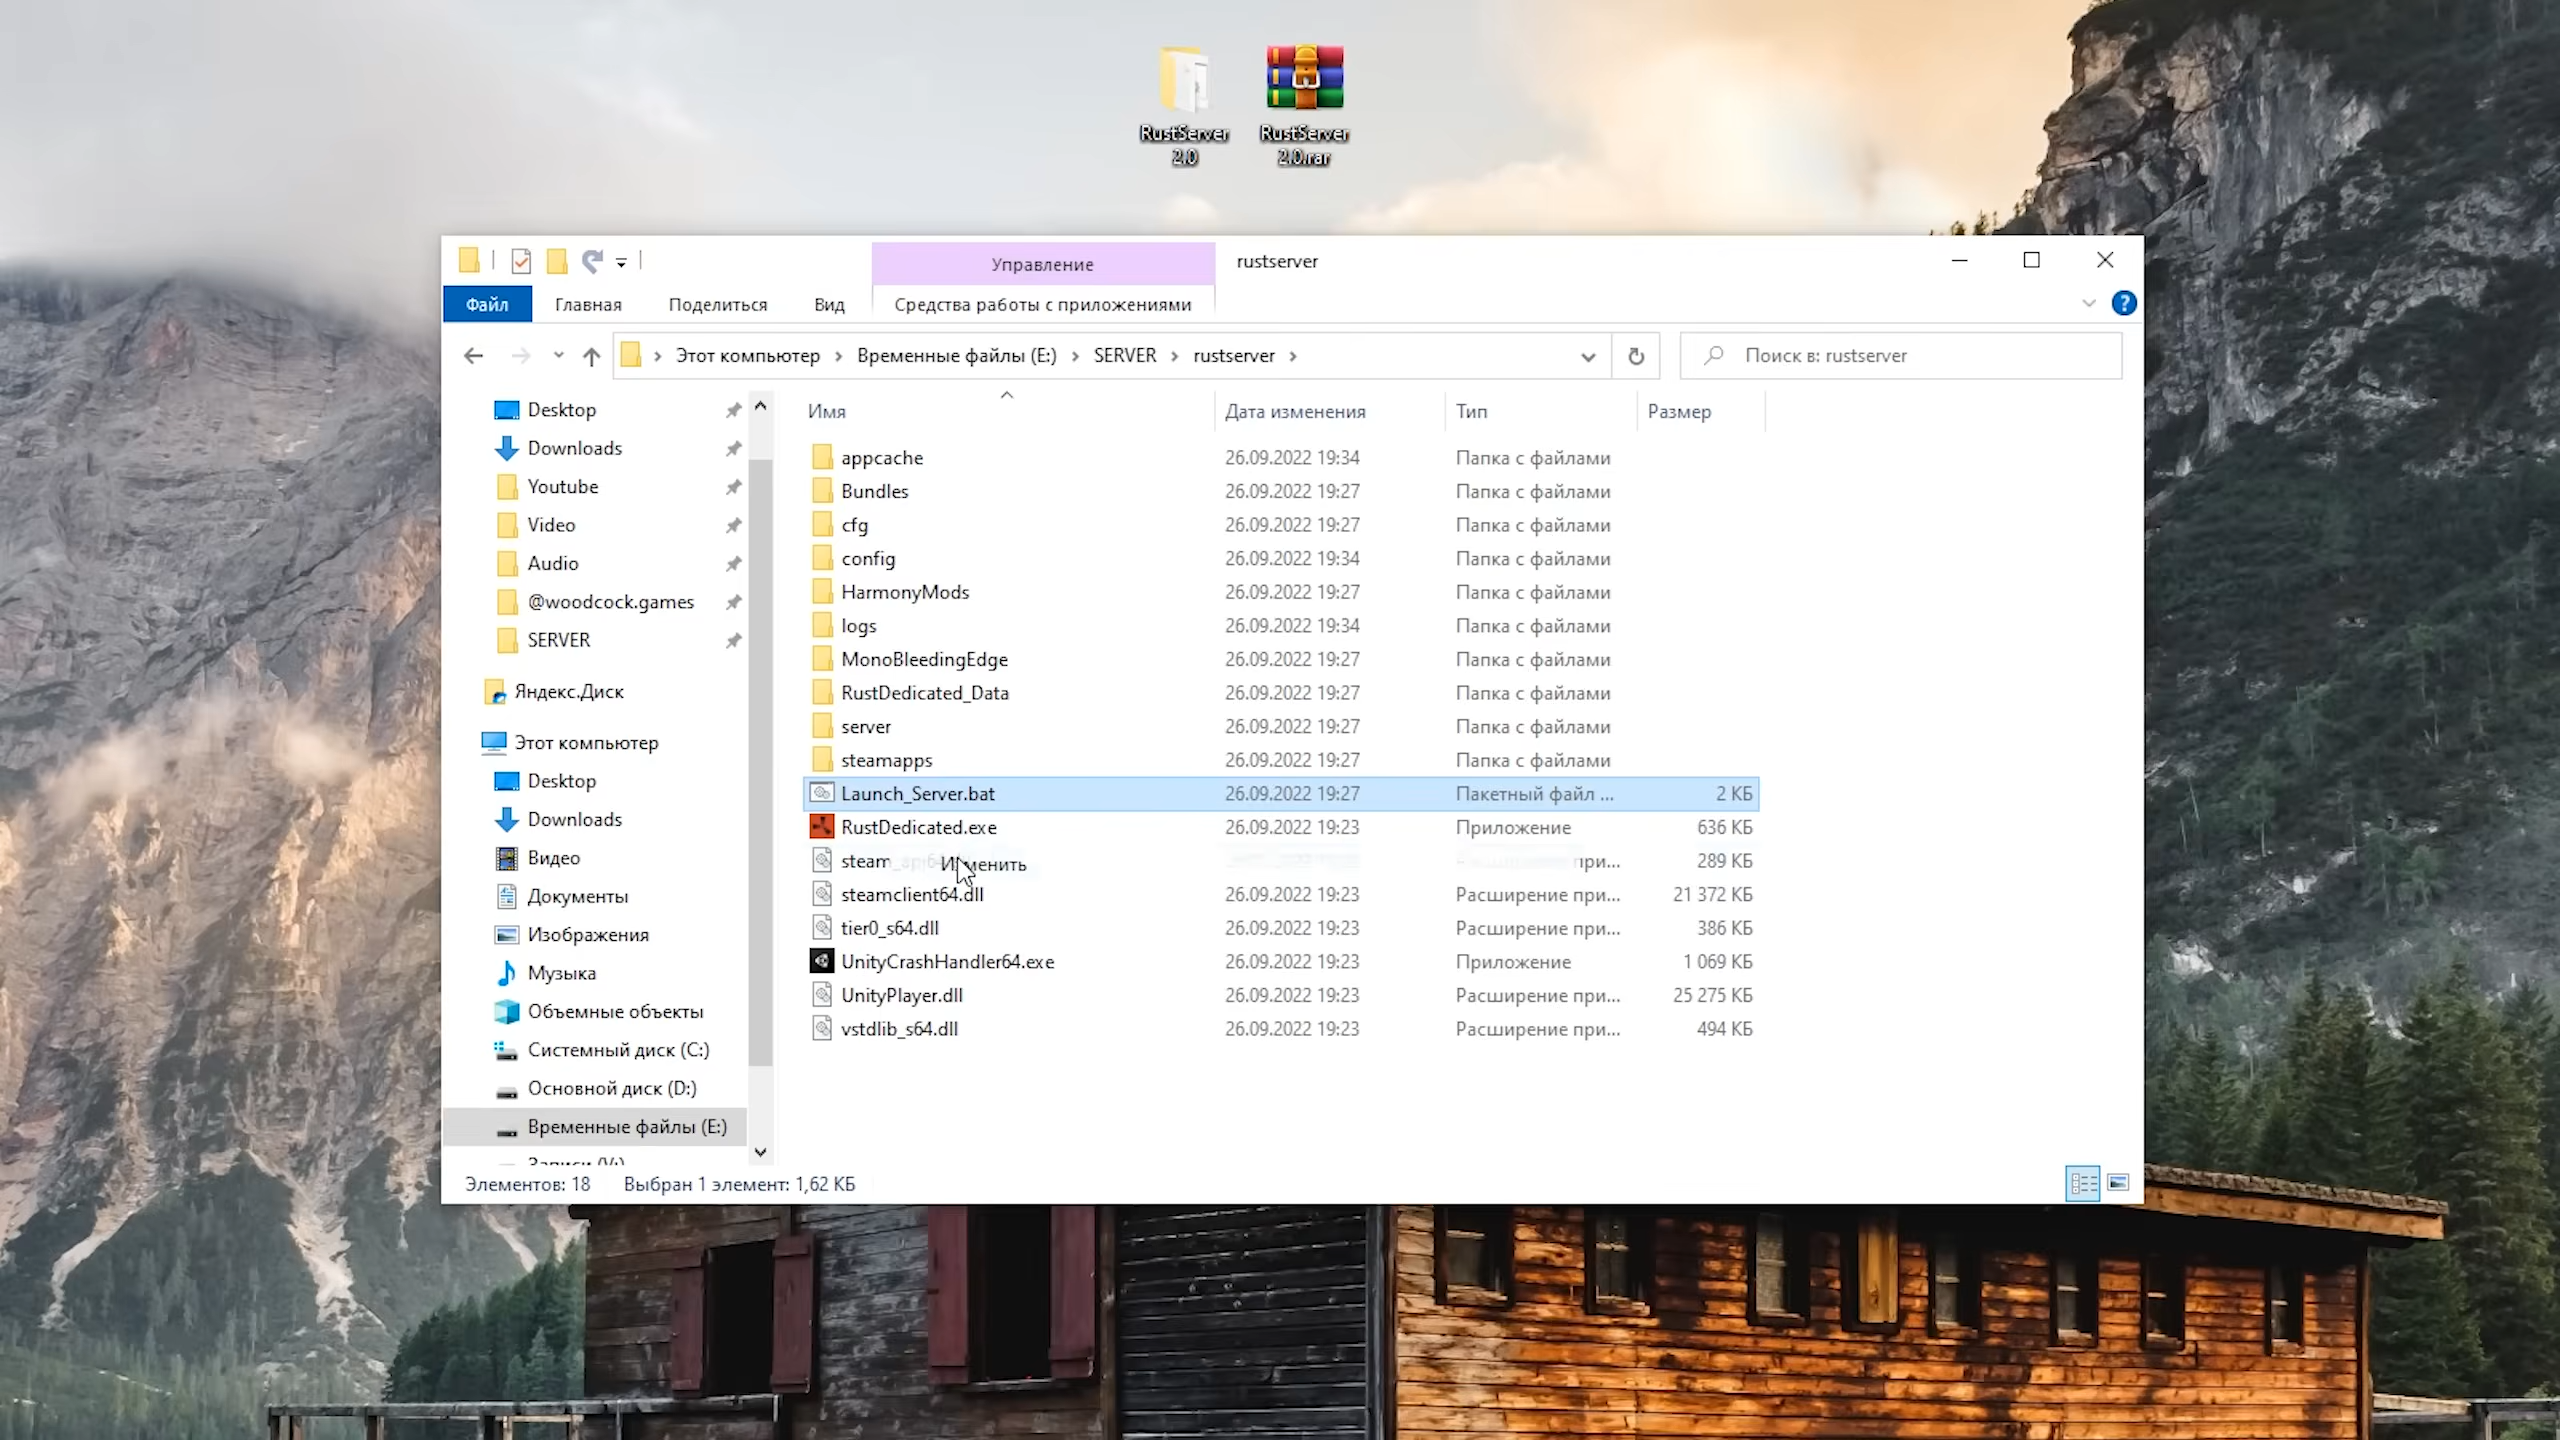 RustServer
2.0
RustServer
2.0.rar
Управление
rustserver
Файл
Главная
Поделиться
Вид
Средства работы с приложениями
Этот компьютер
Временные файлы (E:)
SERVER
rustserver
Поиск в: rustserver
Desktop
Downloads
Youtube
Video
Audio
@woodcock.games
SERVER
Яндекс.Диск
Этот компьютер
Desktop
Downloads
Видео
Документы
Изображения
Музыка
Объемные объекты
Системный диск (C:)
Основной диск (D:)
Временные файлы (E:)
Имя Дата изменения Тип Размер
appcache 26.09.2022 19:34 Папка с файлами
Bundles 26.09.2022 19:27 Папка с файлами
cfg 26.09.2022 19:27 Папка с файлами
config 26.09.2022 19:34 Папка с файлами
HarmonyMods 26.09.2022 19:27 Папка с файлами
logs 26.09.2022 19:34 Папка с файлами
MonoBleedingEdge 26.09.2022 19:27 Папка с файлами
RustDedicated_Data 26.09.2022 19:27 Папка с файлами
server 26.09.2022 19:27 Папка с файлами
steamapps 26.09.2022 19:27 Папка с файлами
Launch_Server.bat 26.09.2022 19:27 Пакетный файл ... 2 КБ
RustDedicated.exe 26.09.2022 19:23 Приложение 636 КБ
Изменить при... 289 КБ
steamclient64.dll 26.09.2022 19:23 Расширение при... 21 372 КБ
tier0_s64.dll 26.09.2022 19:23 Расширение при... 386 КБ
UnityCrashHandler64.exe 26.09.2022 19:23 Приложение 1 069 КБ
UnityPlayer.dll 26.09.2022 19:23 Расширение при... 25 275 КБ
vstdlib_s64.dll 26.09.2022 19:23 Расширение при... 494 КБ
Элементов: 18 Выбран 1 элемент: 1,62 КБ